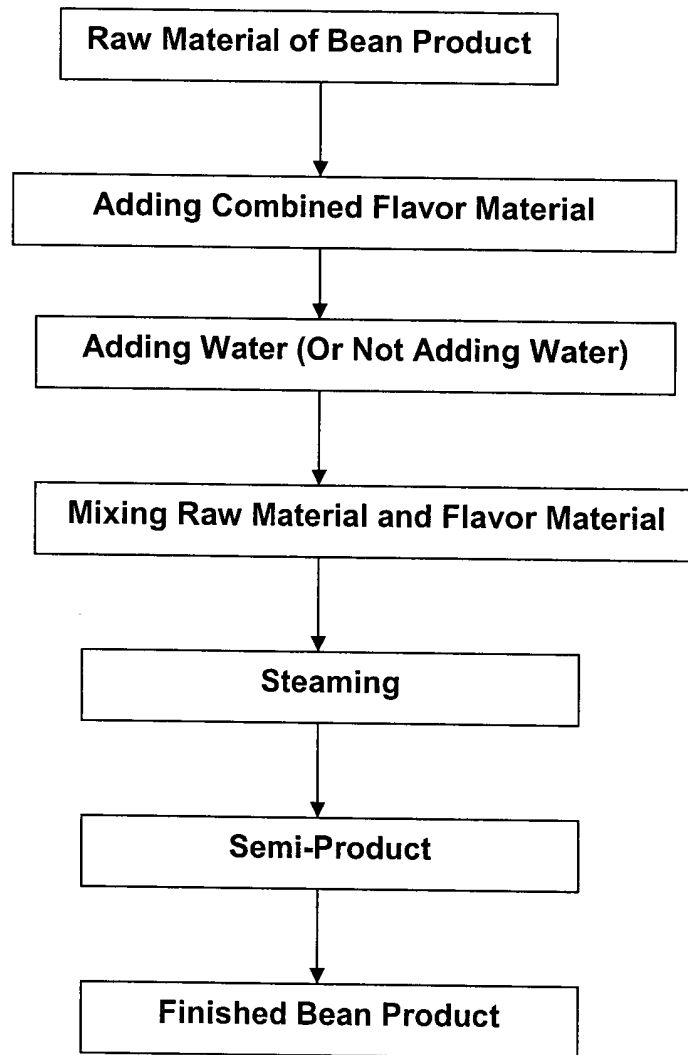 Raw Material of Bean Product
Adding Combined Flavor Material
Adding Water (Or Not Adding Water)
Mixing Raw Material and Flavor Material
Steaming
Semi-Product
Finished Bean Product